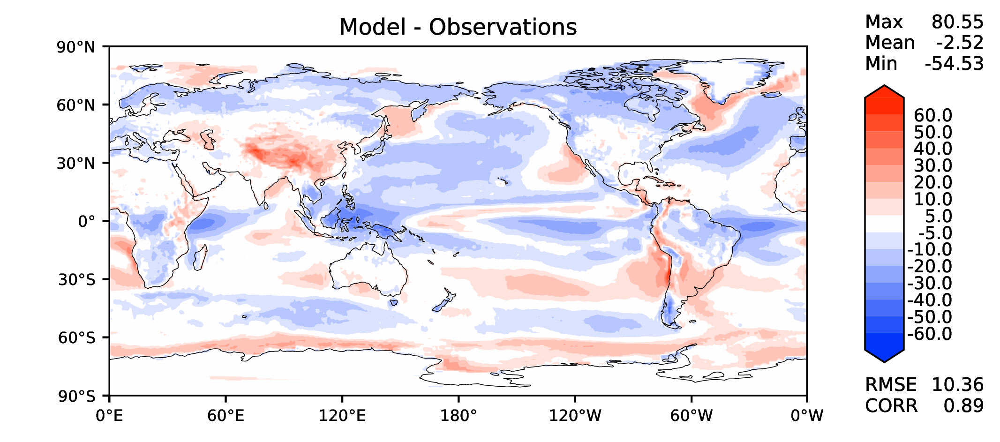 Model - Observations
Max 80.55
Mean -2.52
Min -54.53
90°N
60°N
30°N
0°
30°S
60°S
90°S
0°E
60°E
120°E
180°
120°W
60°W
0°W
60.0
50.0
40.0
30.0
20.0
10.0
5.0
-5.0
-10.0
-20.0
-30.0
-40.0
-50.0
-60.0
RMSE 10.36
CORR 0.89